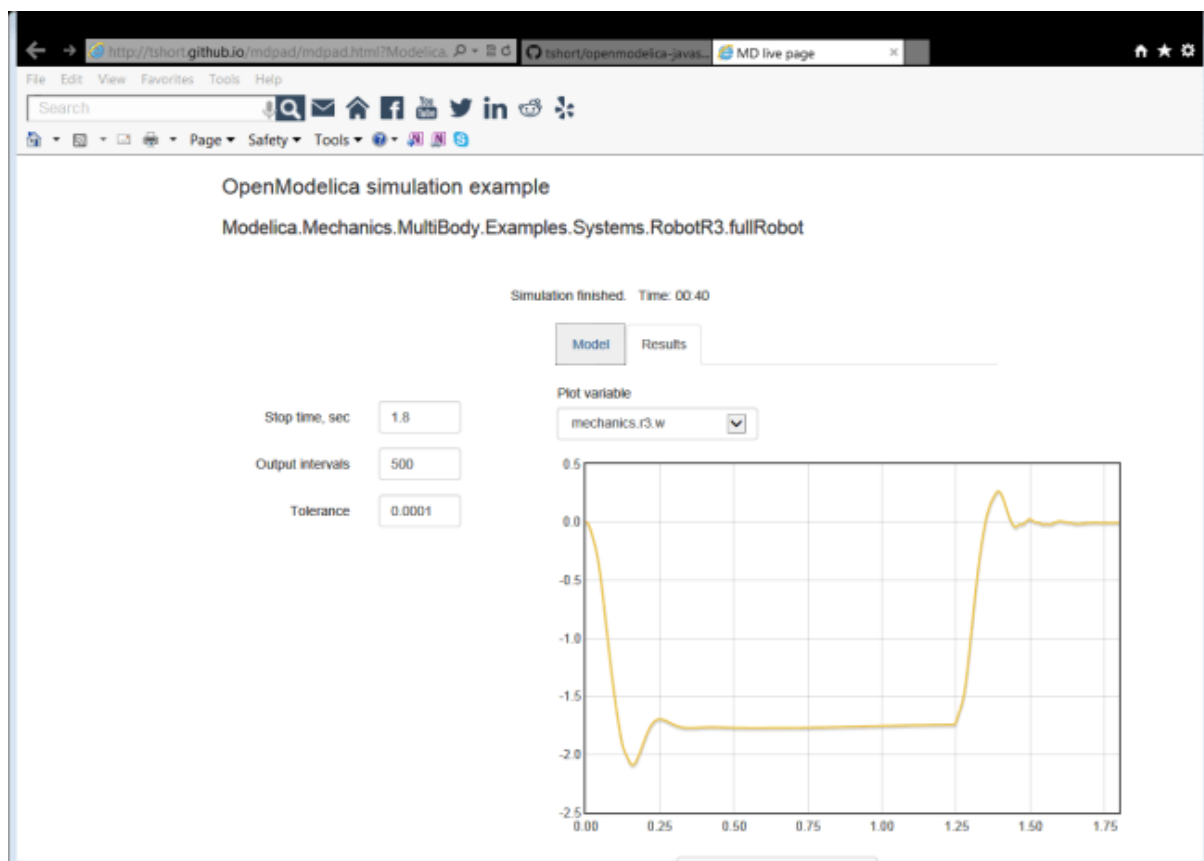 http://tshort.github.io/mdpad/mdpad.html?Modelica. tshort/openmodelica-javas... MD live page
File Edit View Favorites Tools Help
Search
Page Safety Tools
OpenModelica simulation example
Modelica.Mechanics.MultiBody.Examples.Systems.RobotR3.fullRobot
Simulation finished. Time: 00:40
Model Results
Plot variable
Stop time, sec 1.8 mechanics.r3.w
Output intervals 500
Tolerance 0.0001
0.5
0.0
-0.5
-1.0
-1.5
-2.0
-2.5
0.00 0.25 0.50 0.75 1.00 1.25 1.50 1.75